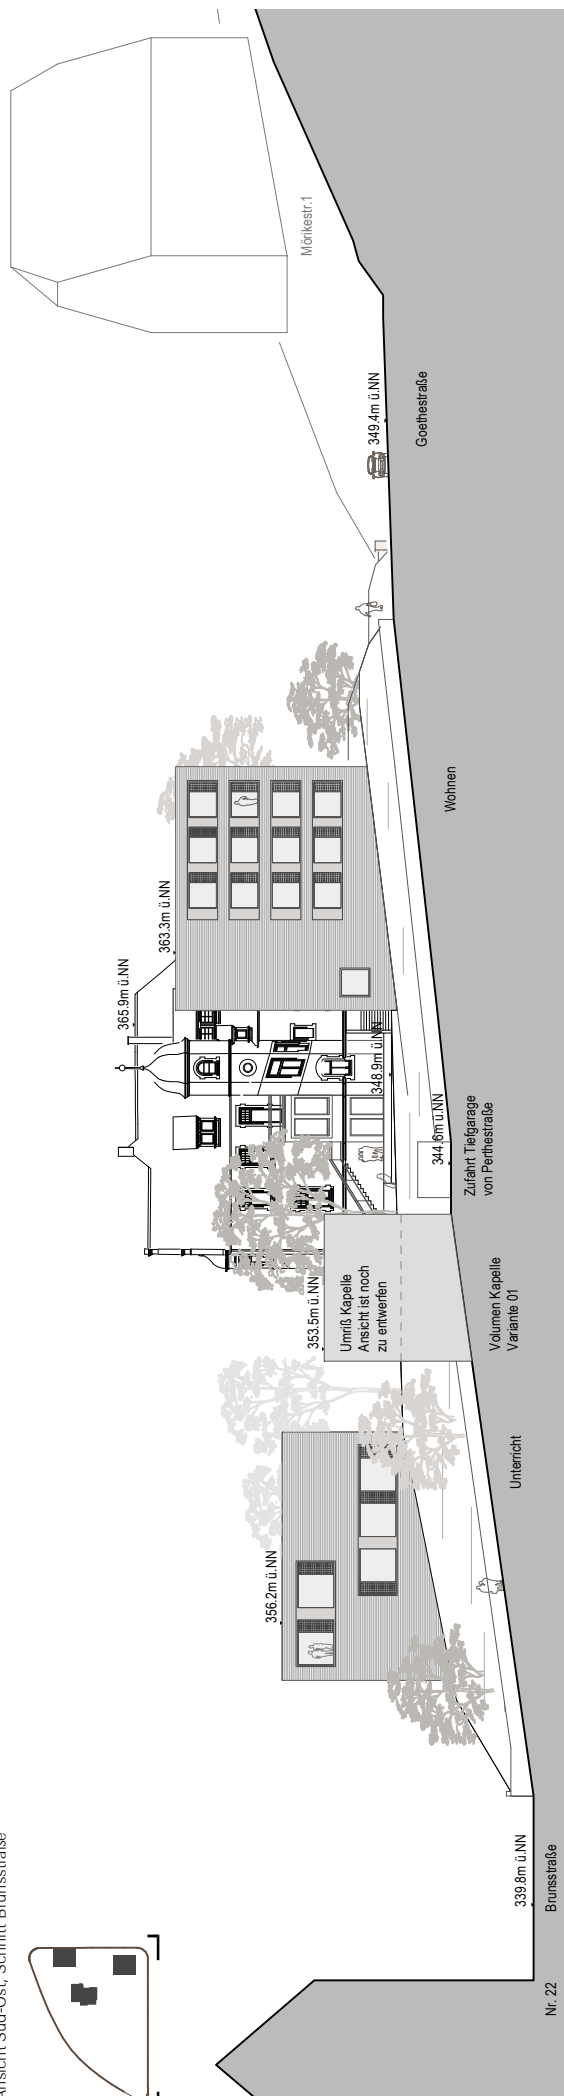 Ansicht Süd-Ost, Schnitt Brunsstraße
Nr. 22
Brunsstraße
339.8m ü.NN
356.2m ü.NN
Unterricht
353.5m ü.NN
Umriß Kapelle
Ansicht ist noch
zu entwerfen
Volumen Kapelle
Variante 01
344.6m ü.NN
Zufahrt Tiefgarage
von Perthestraße
348.9m ü.NN
365.9m ü.NN
363.3m ü.NN
Wohnen
349.4m ü.NN
Goethestraße
Mörikestr.1